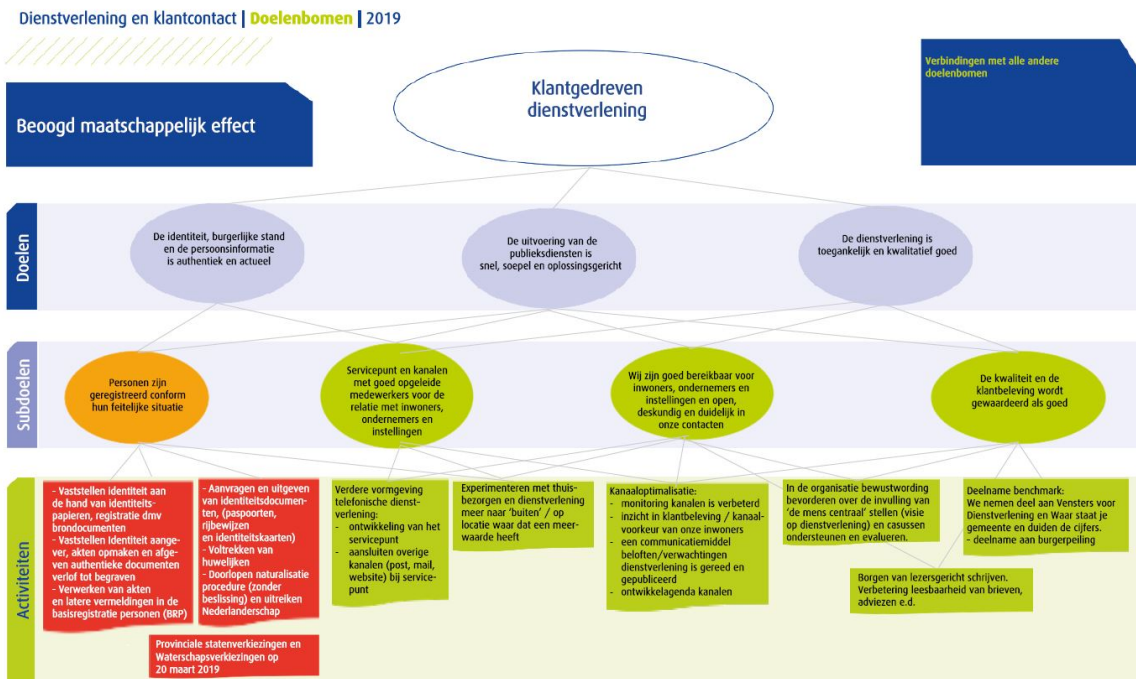 Dienstverlening en klantcontact | Doelenbomen | 2019
Beoogd maatschappelijk effect
Klantgedreven
dienstverlening
Verbindingen met alle andere
doelenbomen
Doelen
De identiteit, burgerlijke stand
en de persoonsinformatie
is authentiek en actueel
De uitvoering van de
publieksdiensten is
snel, soepel en oplossingsgericht
De dienstverlening is
toegankelijk en kwalitatief goed
Subdoelen
Personen zijn
geregistreerd conform
hun feitelijke situatie
Servicepunt en kanalen
met goed opgeleide
medewerkers voor de
relatie met inwoners,
ondernemers en
instellingen
Wij zijn goed bereikbaar voor
inwoners, ondernemers en
instellingen en open,
deskundig en duidelijk in
onze contacten
De kwaliteit en de
klantbeleving wordt
gewaardeerd als goed
Activiteiten
- Vaststellen identiteit aan
de hand van identiteits-
papieren, registratie dmv
brondocumenten
- Vaststellen identiteit aange-
ver, akten opmaken en afge-
ven authentieke documenten
verlof tot begraven
- Verwerken van akten
en latere vermeldingen in de
basisregistratie personen (BRP)
- Aanvragen en uitgeven
van identiteitsdocumen-
ten, (paspoorten,
rijbewijzen
en identiteitskaarten)
- Voltrekken van
huwelijken
- Doorlopen naturalisatie
procedure (zonder
beslissing) en uitreiken
Nederlanderschap
Provinciale statenverkiezingen en
Waterschapsverkiezingen op
20 maart 2019
Verdere vormgeving
telefonische dienst-
verlening:
- ontwikkeling van het
servicepunt
- aansluiten overige
kanalen (post, mail,
website) bij service-
punt
Experimenteren met thuis-
bezorgen en dienstverlening
meer naar 'buiten' / op
locatie waar dat een meer-
waarde heeft
Kanaaloptimalisatie:
- monitoring kanalen is verbeterd
- inzicht in klantbeleving / kanaal-
voorkeur van onze inwoners
- een communicatiemiddel
beloften/verwachtingen
dienstverlening is gereed en
gepubliceerd
- ontwikkelagenda kanalen
In de organisatie bewustwording
bevorderen over de invulling van
'de mens centraal' stellen (visie
op dienstverlening) en casussen
ondersteunen en evalueren.
Borgen van lezersgericht schrijven.
Verbetering leesbaarheid van brieven,
adviezen e.d.
Deelname benchmark:
We nemen deel aan Vensters voor
Dienstverlening en Waar staat je
gemeente en duiden de cijfers.
- deelname aan burgerpeiling